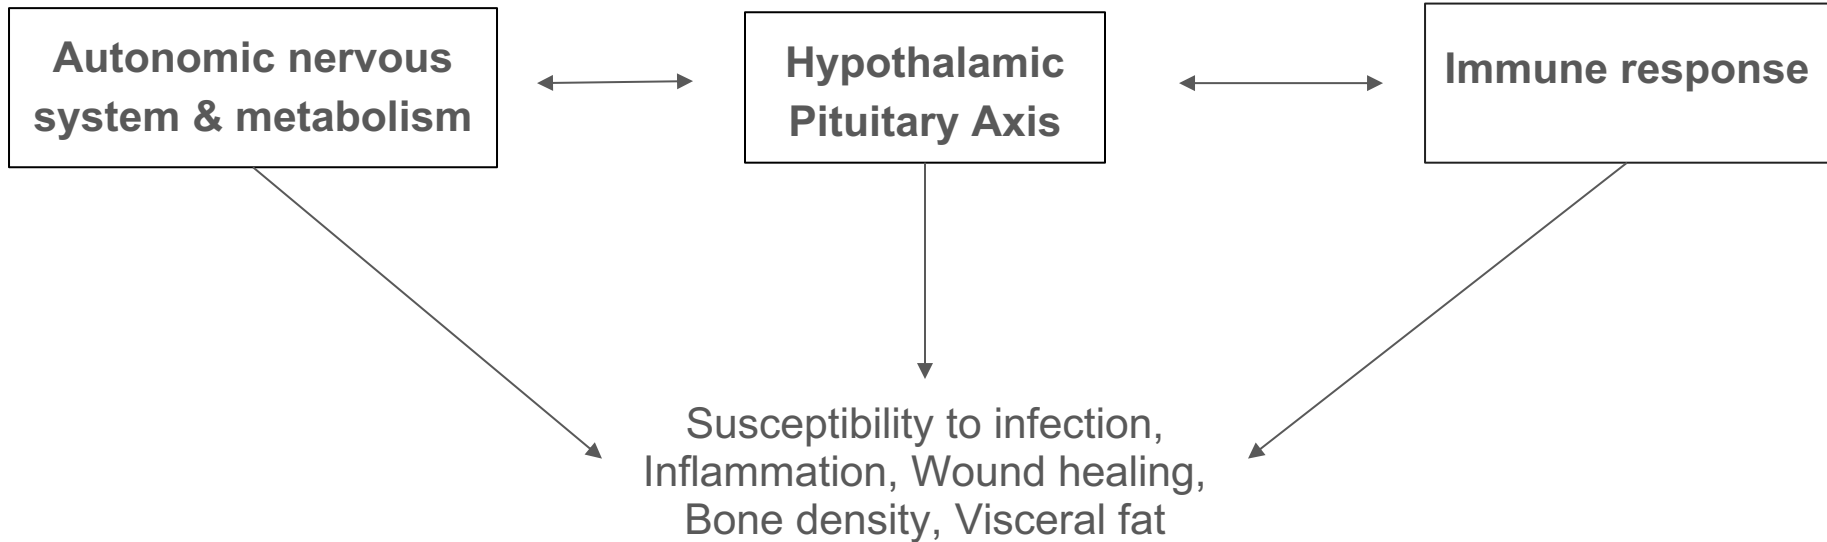 Autonomic nervous
system & metabolism
Hypothalamic
Pituitary Axis
Immune response
Susceptibility to infection,
Inflammation, Wound healing,
Bone density, Visceral fat